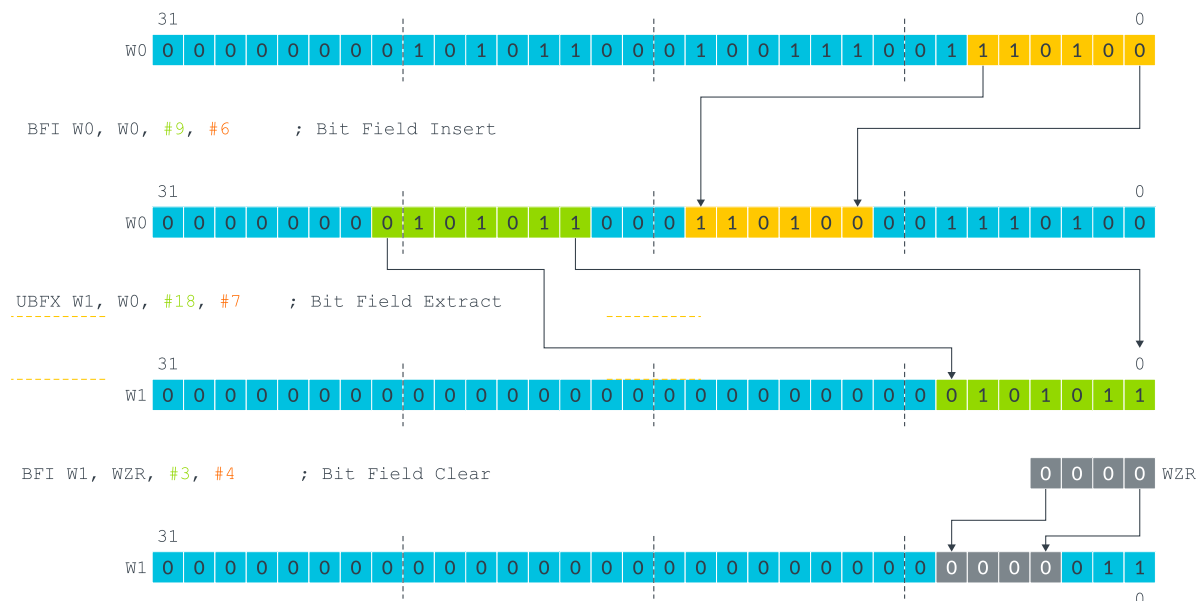 31 0
W0 0 0 0 0 0 0 0 0 1 0 1 0 1 1 0 0 0 1 0 0 1 1 1 0 0 1 1 1 0 1 0 0
BFI W0, W0, #9, #6 ; Bit Field Insert
31 0
W0 0 0 0 0 0 0 0 0 1 0 1 0 1 1 0 0 0 1 1 0 1 0 0 0 0 1 1 1 0 1 0 0
UBFX W1, W0, #18, #7 ; Bit Field Extract
31 0
W1 0 0 0 0 0 0 0 0 0 0 0 0 0 0 0 0 0 0 0 0 0 0 0 0 0 0 1 0 1 0 1 1
BFI W1, WZR, #3, #4 ; Bit Field Clear
0 0 0 0 WZR
31
W1 0 0 0 0 0 0 0 0 0 0 0 0 0 0 0 0 0 0 0 0 0 0 0 0 0 0 0 0 0 0 1 1
0